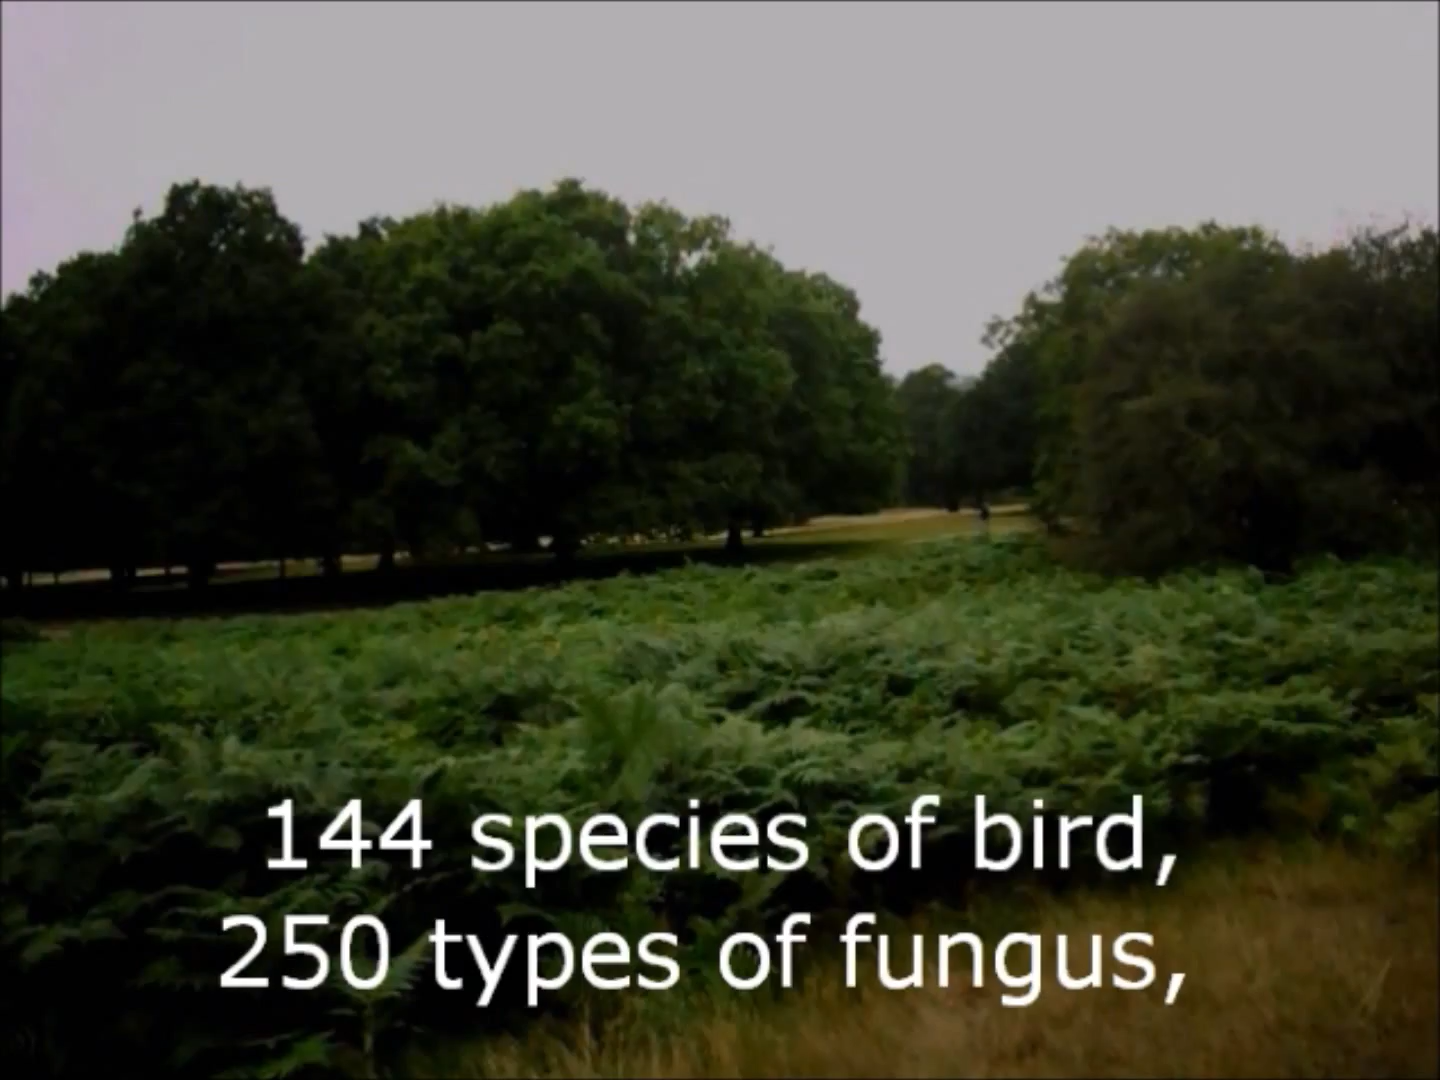 144 species of bird,
250 types of fungus,